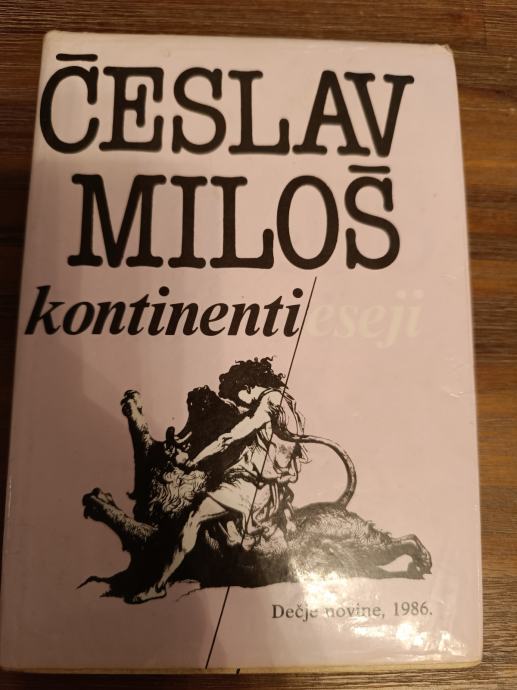 ČESLAV
MILOŠ
kontinenti/eseji
Dečje novine, 1986.